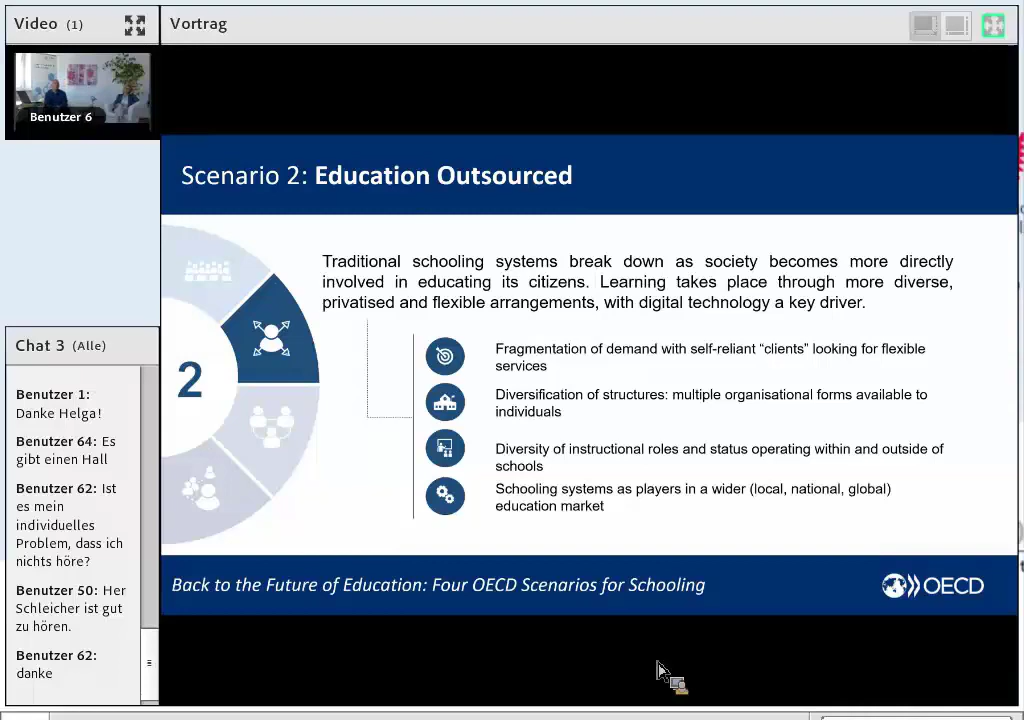 Video (1)
Vortrag
Benutzer 6
Scenario 2: Education Outsourced
Traditional schooling systems break down as society becomes more directly
involved in educating its citizens. Learning takes place through more diverse,
privatised and flexible arrangements, with digital technology a key driver.
2
Fragmentation of demand with self-reliant “clients” looking for flexible
services
Diversification of structures: multiple organisational forms available to
individuals
Diversity of instructional roles and status operating within and outside of
schools
Schooling systems as players in a wider (local, national, global)
education market
Back to the Future of Education: Four OECD Scenarios for Schooling
OECD
Chat 3 (Alle)
Benutzer 1:
Danke Helga!
Benutzer 64: Es
gibt einen Hall
Benutzer 62: Ist
es mein
individuelles
Problem, dass ich
nichts höre?
Benutzer 50: Her
Schleicher ist gut
zu hören.
Benutzer 62:
danke